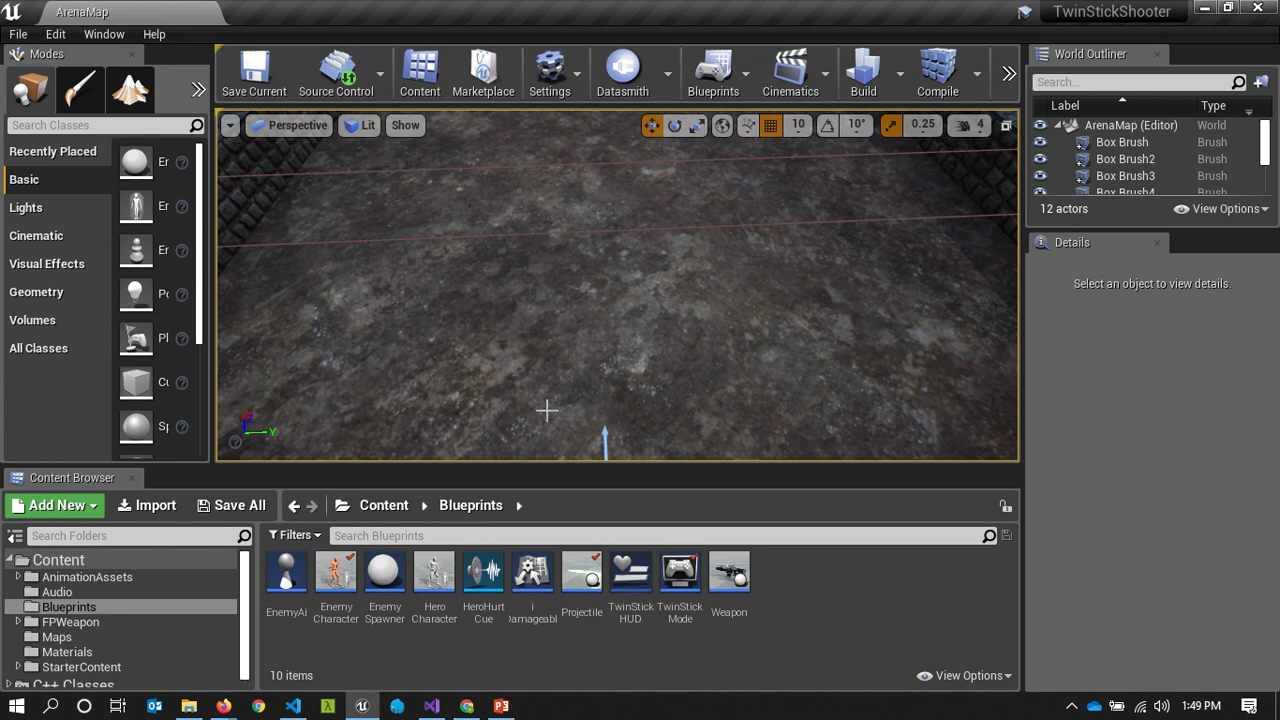 ArenaMap
TwinStickShooter
File Edit Window Help
Modes
Save Current
Source Control
Content
Marketplace
Settings
Datasmith
Blueprints
Cinematics
Build
Compile
World Outliner
Search...
Label Type
ArenaMap (Editor) World
Box Brush Brush
Box Brush2 Brush
Box Brush3 Brush
Box Brush4 Brush
12 actors
View Options
Details
Select an object to view details.
Search Classes
Recently Placed
Basic
Lights
Cinematic
Visual Effects
Geometry
Volumes
All Classes
Perspective Lit Show
10 10° 0.25 4
Y
Content Browser
Add New Import Save All Content Blueprints
Search Folders
Filters Search Blueprints
Content
AnimationAssets
Audio
Blueprints
FPWeapon
Maps
Materials
StarterContent
C++ Classes
EnemyAi
Enemy
Character
Enemy
Spawner
Hero
Character
HeroHurt
Cue
i
Damageabl
Projectile
TwinStick
HUD
TwinStick
Mode
Weapon
10 items
View Options
1:49 PM